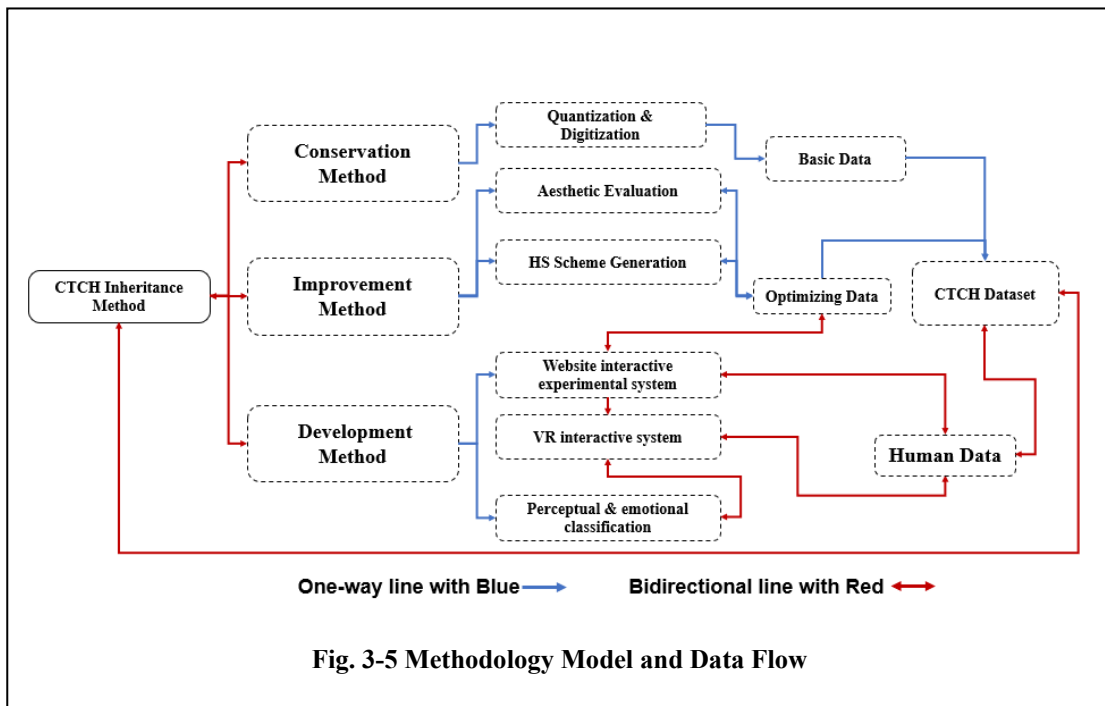 Quantization &
Digitization
Conservation
Method
Basic Data
Aesthetic Evaluation
HS Scheme Generation
CTCH Inheritance
Method
Improvement
Method
Optimizing Data
CTCH Dataset
Website interactive
experimental system
Development
Method
VR interactive system
Human Data
Perceptual & emotional
classification
One-way line with Blue
Bidirectional line with Red
Fig. 3-5 Methodology Model and Data Flow